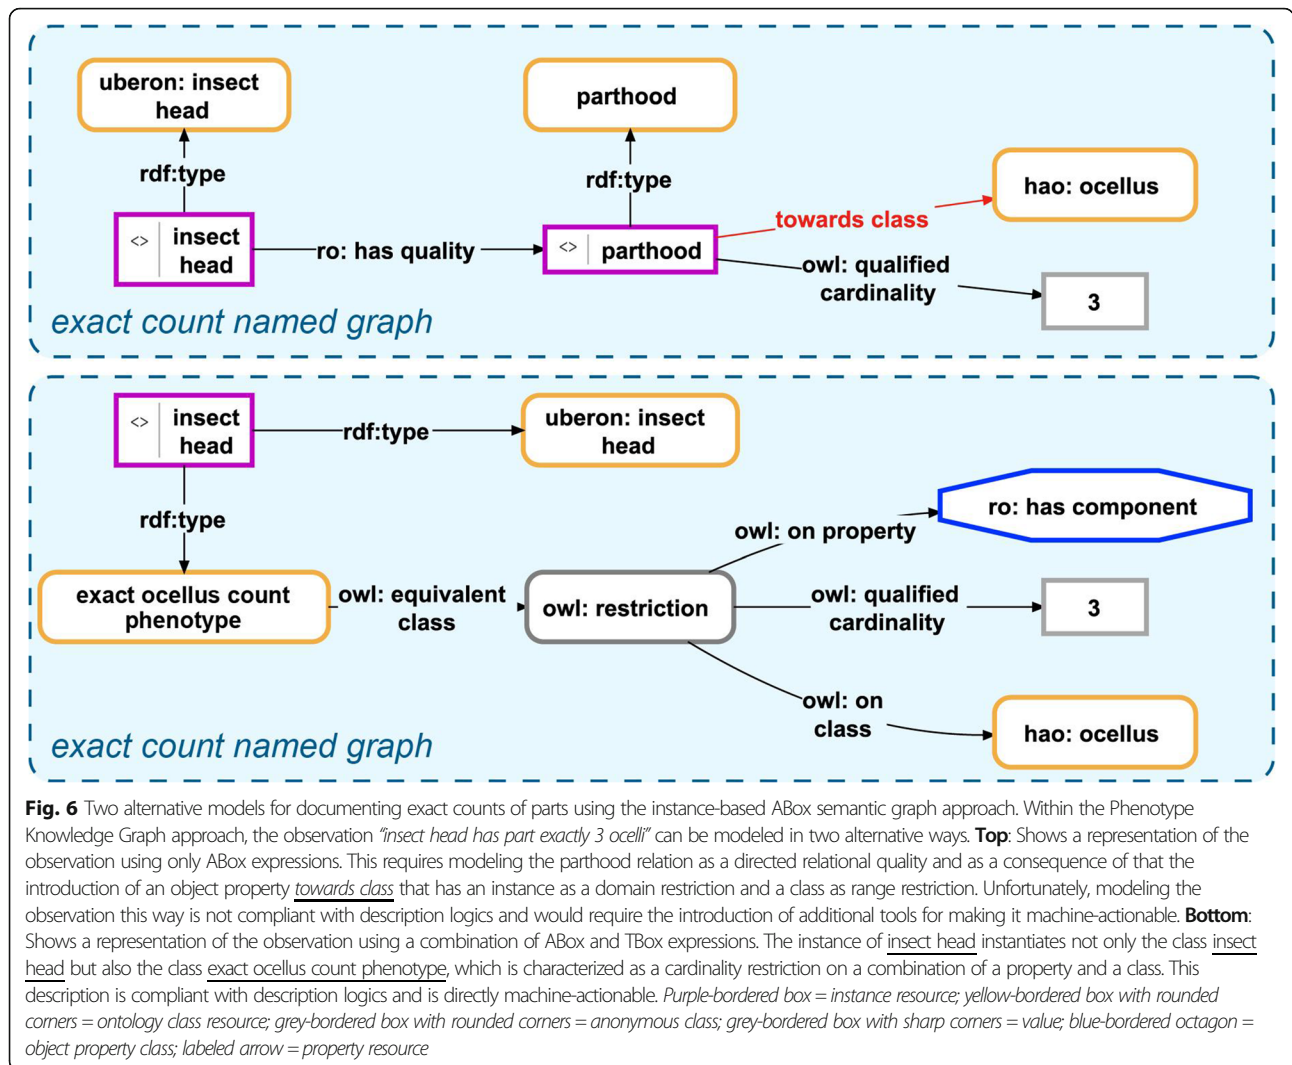 uberon: insect
head
parthood
rdf:type
rdf:type
hao: ocellus
towards class
<> insect
head
ro: has quality
<> parthood
owl: qualified
cardinality
3
exact count named graph
<> insect
head
rdf:type
uberon: insect
head
rdf:type
ro: has component
owl: on property
exact ocellus count
phenotype
owl: equivalent
class
owl: restriction
owl: qualified
cardinality
3
owl: on
class
hao: ocellus
exact count named graph
Fig. 6 Two alternative models for documenting exact counts of parts using the instance-based ABox semantic graph approach. Within the Phenotype
Knowledge Graph approach, the observation “insect head has part exactly 3 ocelli” can be modeled in two alternative ways. Top: Shows a representation of the
observation using only ABox expressions. This requires modeling the parthood relation as a directed relational quality and as a consequence of that the
introduction of an object property towards class that has an instance as a domain restriction and a class as range restriction. Unfortunately, modeling the
observation this way is not compliant with description logics and would require the introduction of additional tools for making it machine-actionable. Bottom:
Shows a representation of the observation using a combination of ABox and TBox expressions. The instance of insect head instantiates not only the class insect
head but also the class exact ocellus count phenotype, which is characterized as a cardinality restriction on a combination of a property and a class. This
description is compliant with description logics and is directly machine-actionable. Purple-bordered box = instance resource; yellow-bordered box with rounded
corners = ontology class resource; grey-bordered box with rounded corners = anonymous class; grey-bordered box with sharp corners = value; blue-bordered octagon =
object property class; labeled arrow = property resource